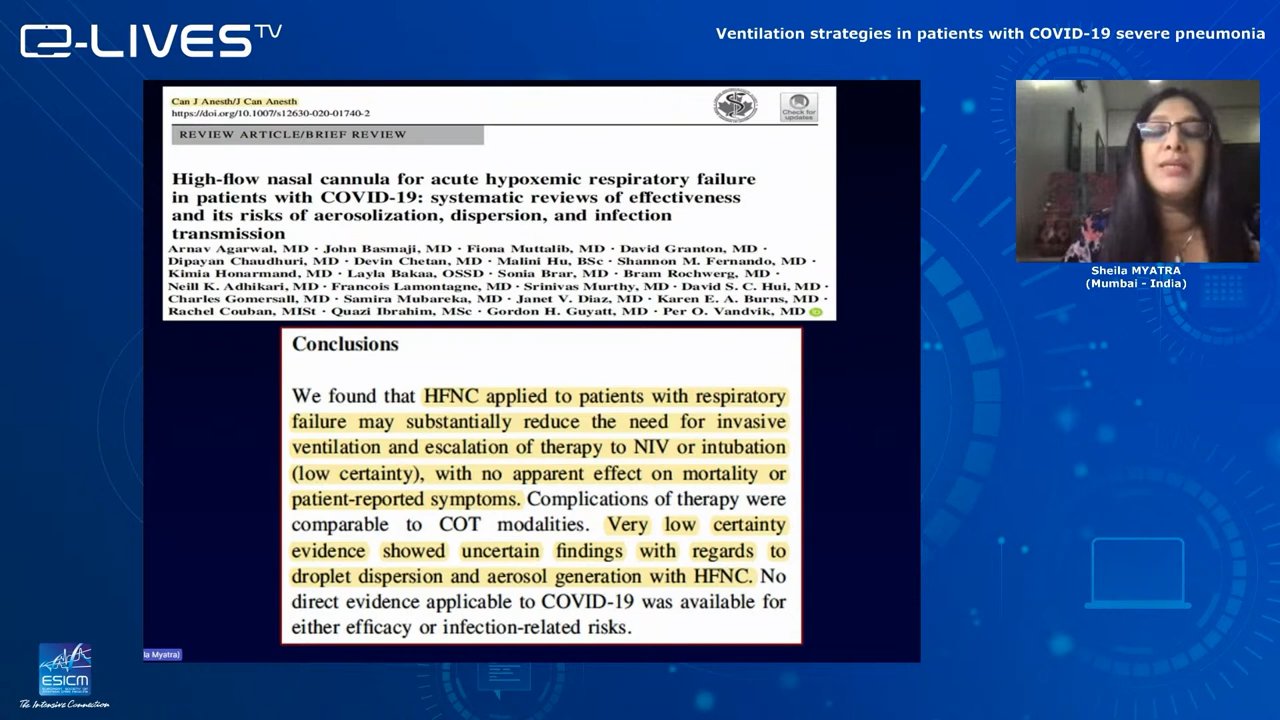 e-LIVES TV
Ventilation strategies in patients with COVID-19 severe pneumonia
Can J Anesth/J Can Anesth
https://doi.org/10.1007/s12630-020-01740-2
Check for
updates
REVIEW ARTICLE/BRIEF REVIEW
High-flow nasal cannula for acute hypoxemic respiratory failure
in patients with COVID-19: systematic reviews of effectiveness
and its risks of aerosolization, dispersion, and infection
transmission
Arnav Agarwal, MD · John Basmaji, MD · Fiona Muttalib, MD · David Granton, MD ·
Dipayan Chaudhuri, MD · Devin Chetan, MD · Malini Hu, BSc · Shannon M. Fernando, MD ·
Kimia Honarmand, MD · Layla Bakaa, OSSD · Sonia Brar, MD · Bram Rochwerg, MD ·
Neill K. Adhikari, MD · Francois Lamontagne, MD · Srinivas Murthy, MD · David S. C. Hui, MD ·
Charles Gomersall, MD · Samira Mubareka, MD · Janet V. Diaz, MD · Karen E. A. Burns, MD ·
Rachel Couban, MISt · Quazi Ibrahim, MSc · Gordon H. Guyatt, MD · Per O. Vandvik, MD
Sheila MYATRA
(Mumbai - India)
Conclusions
We found that HFNC applied to patients with respiratory
failure may substantially reduce the need for invasive
ventilation and escalation of therapy to NIV or intubation
(low certainty), with no apparent effect on mortality or
patient-reported symptoms. Complications of therapy were
comparable to COT modalities. Very low certainty
evidence showed uncertain findings with regards to
droplet dispersion and aerosol generation with HFNC. No
direct evidence applicable to COVID-19 was available for
either efficacy or infection-related risks.
la Myatra)
ESICM
The Intensive Connection